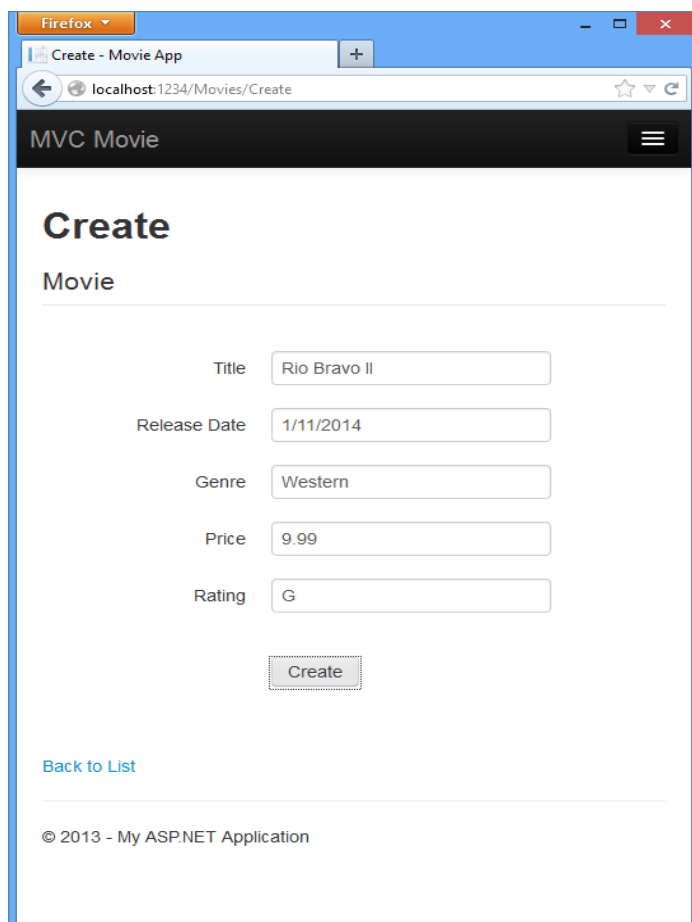 Firefox
Create - Movie App
localhost:1234/Movies/Create
MVC Movie
Create
Movie
Title Rio Bravo II
Release Date 1/11/2014
Genre Western
Price 9.99
Rating G
Create
Back to List
© 2013 - My ASP.NET Application